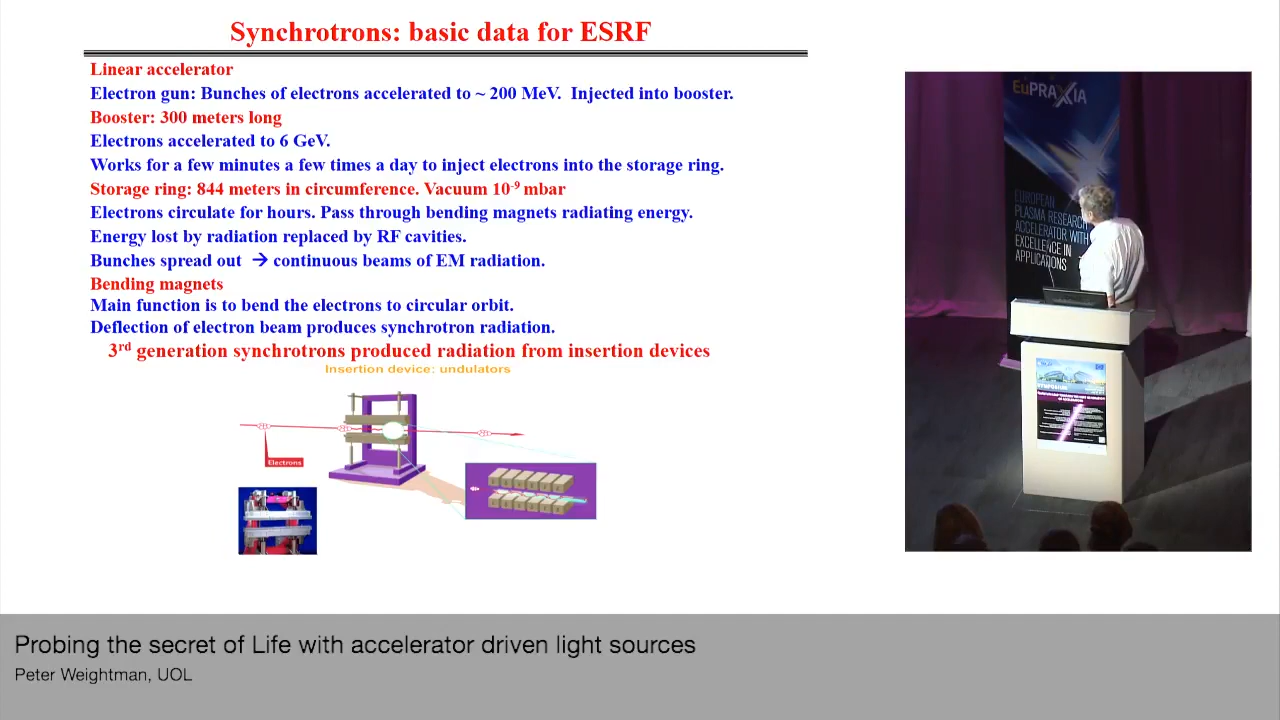 Synchrotrons: basic data for ESRF
Linear accelerator
Electron gun: Bunches of electrons accelerated to ~ 200 MeV. Injected into booster.
Booster: 300 meters long
Electrons accelerated to 6 GeV.
Works for a few minutes a few times a day to inject electrons into the storage ring.
Storage ring: 844 meters in circumference. Vacuum 10⁻⁹ mbar
Electrons circulate for hours. Pass through bending magnets radiating energy.
Energy lost by radiation replaced by RF cavities.
Bunches spread out → continuous beams of EM radiation.
Bending magnets
Main function is to bend the electrons to circular orbit.
Deflection of electron beam produces synchrotron radiation.
3rd generation synchrotrons produced radiation from insertion devices
Insertion device: undulators
Electrons
EuPRAXIA
EUROPEAN
PLASMA RESEARCH
ACCELERATOR WITH
EXCELLENCE IN
APPLICATIONS
SYMPOSIUM
Probing the secret of Life with accelerator driven light sources
Peter Weightman, UOL